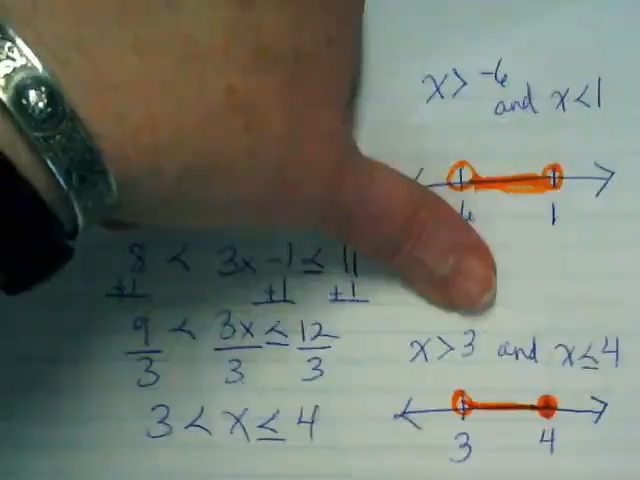 x > -6
and x < 1
-6 1
8 < 3x - 1 ≤ 11
+1 +1 +1
9/3 < 3x/3 ≤ 12/3
3 < x ≤ 4
x > 3 and x ≤ 4
3 4